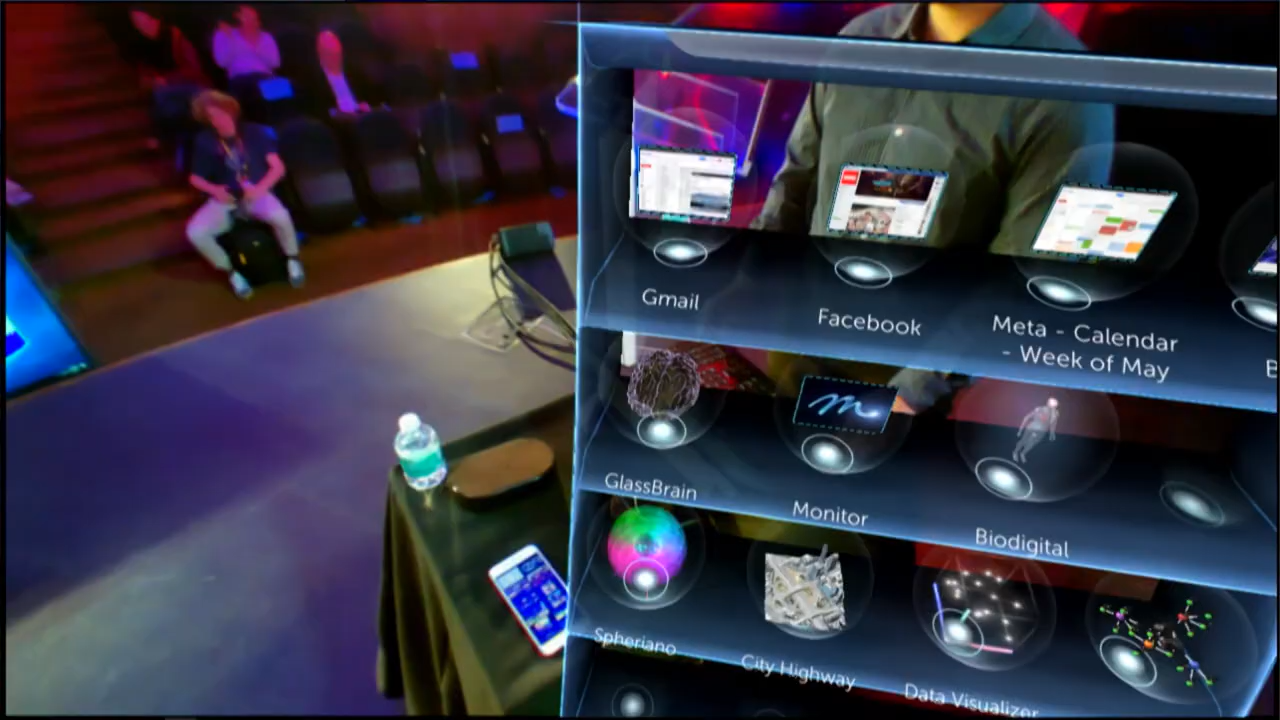 Gmail
Facebook
Meta - Calendar
- Week of May
GlassBrain
Monitor
Biodigital
Spheriano
City Highway
Data Visualizer